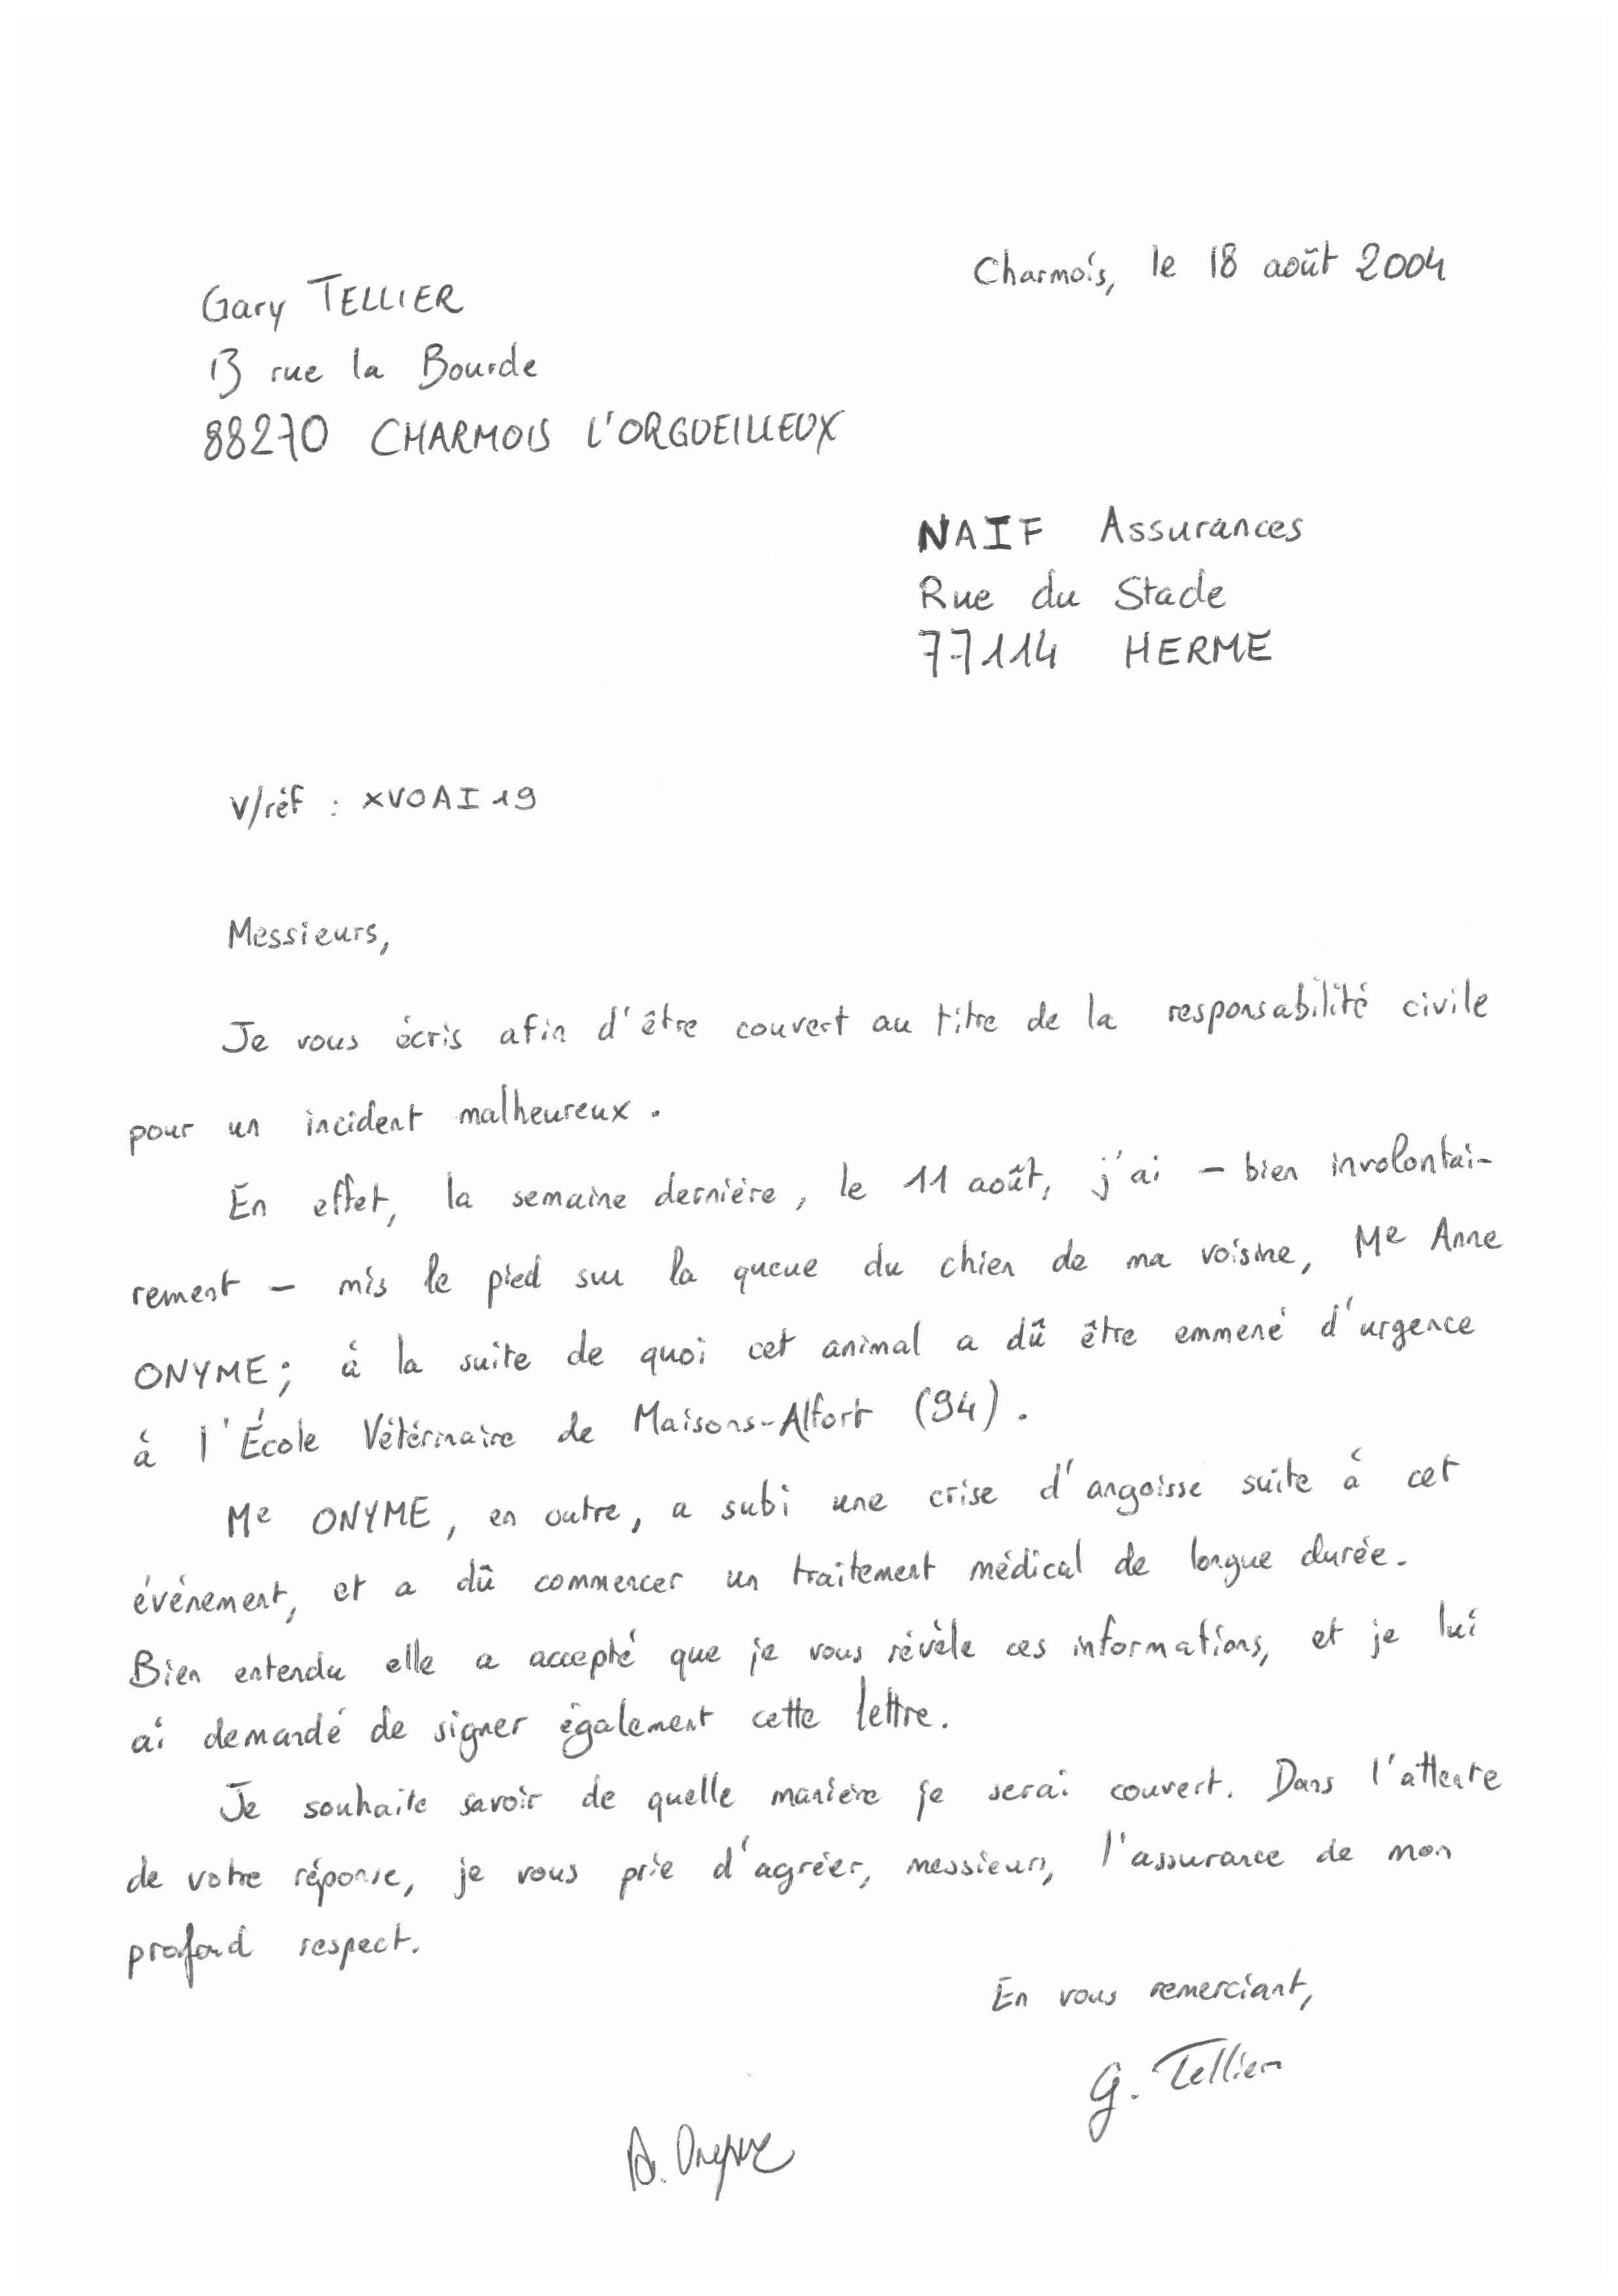 Charmois, le 18 août 2004
Gary TELLIER
13 rue la Bourde
88270 CHARMOIS L'ORGUEILLEUX
NAIF Assurances
Rue du Stade
77114 HERME
V/réf : XVOAI19
Messieurs,
Je vous écris afin d'être couvert au titre de la responsabilité civile
pour un incident malheureux.
En effet, la semaine dernière, le 11 août, j'ai - bien involontai-
rement - mis le pied sur la queue du chien de ma voisine, Me Anne
ONYME; à la suite de quoi cet animal a dû être emmené d'urgence
à l'École Vétérinaire de Maisons-Alfort (94).
Me ONYME, en outre, a subi une crise d'angoisse suite à cet
événement, et a dû commencer un traitement médical de longue durée.
Bien entendu elle a accepté que je vous révèle ces informations, et je lui
ai demandé de signer également cette lettre.
Je souhaite savoir de quelle manière je serai couvert. Dans l'attente
de votre réponse, je vous prie d'agréer, messieurs, l'assurance de mon
profond respect.
En vous remerciant,
G. Tellier
A. Onyme